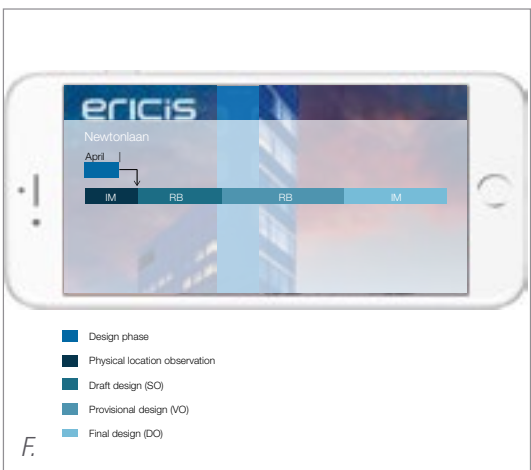 ericis
Newtonlaan
April
IM RB RB IM
Design phase
Physical location observation
Draft design (SO)
Provisional design (VO)
Final design (DO)
F.